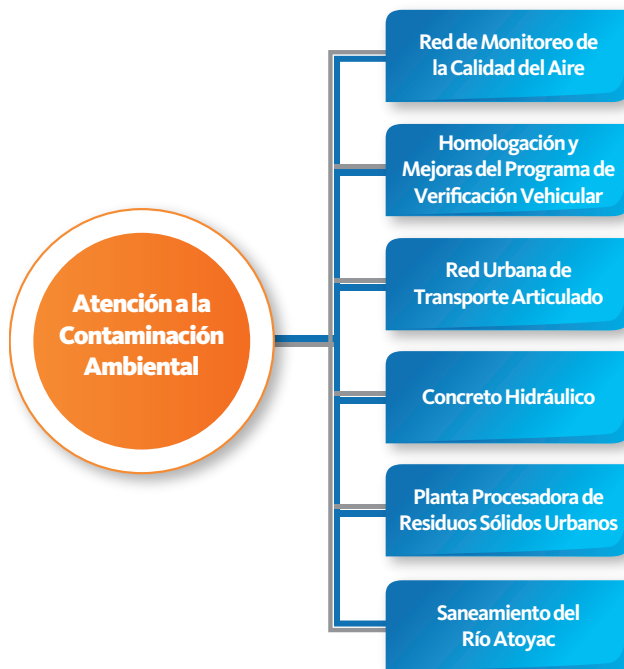 Atención a la
Contaminación
Ambiental
Red de Monitoreo de
la Calidad del Aire
Homologación y
Mejoras del Programa de
Verificación Vehicular
Red Urbana de
Transporte Articulado
Concreto Hidráulico
Planta Procesadora de
Residuos Sólidos Urbanos
Saneamiento del
Río Atoyac